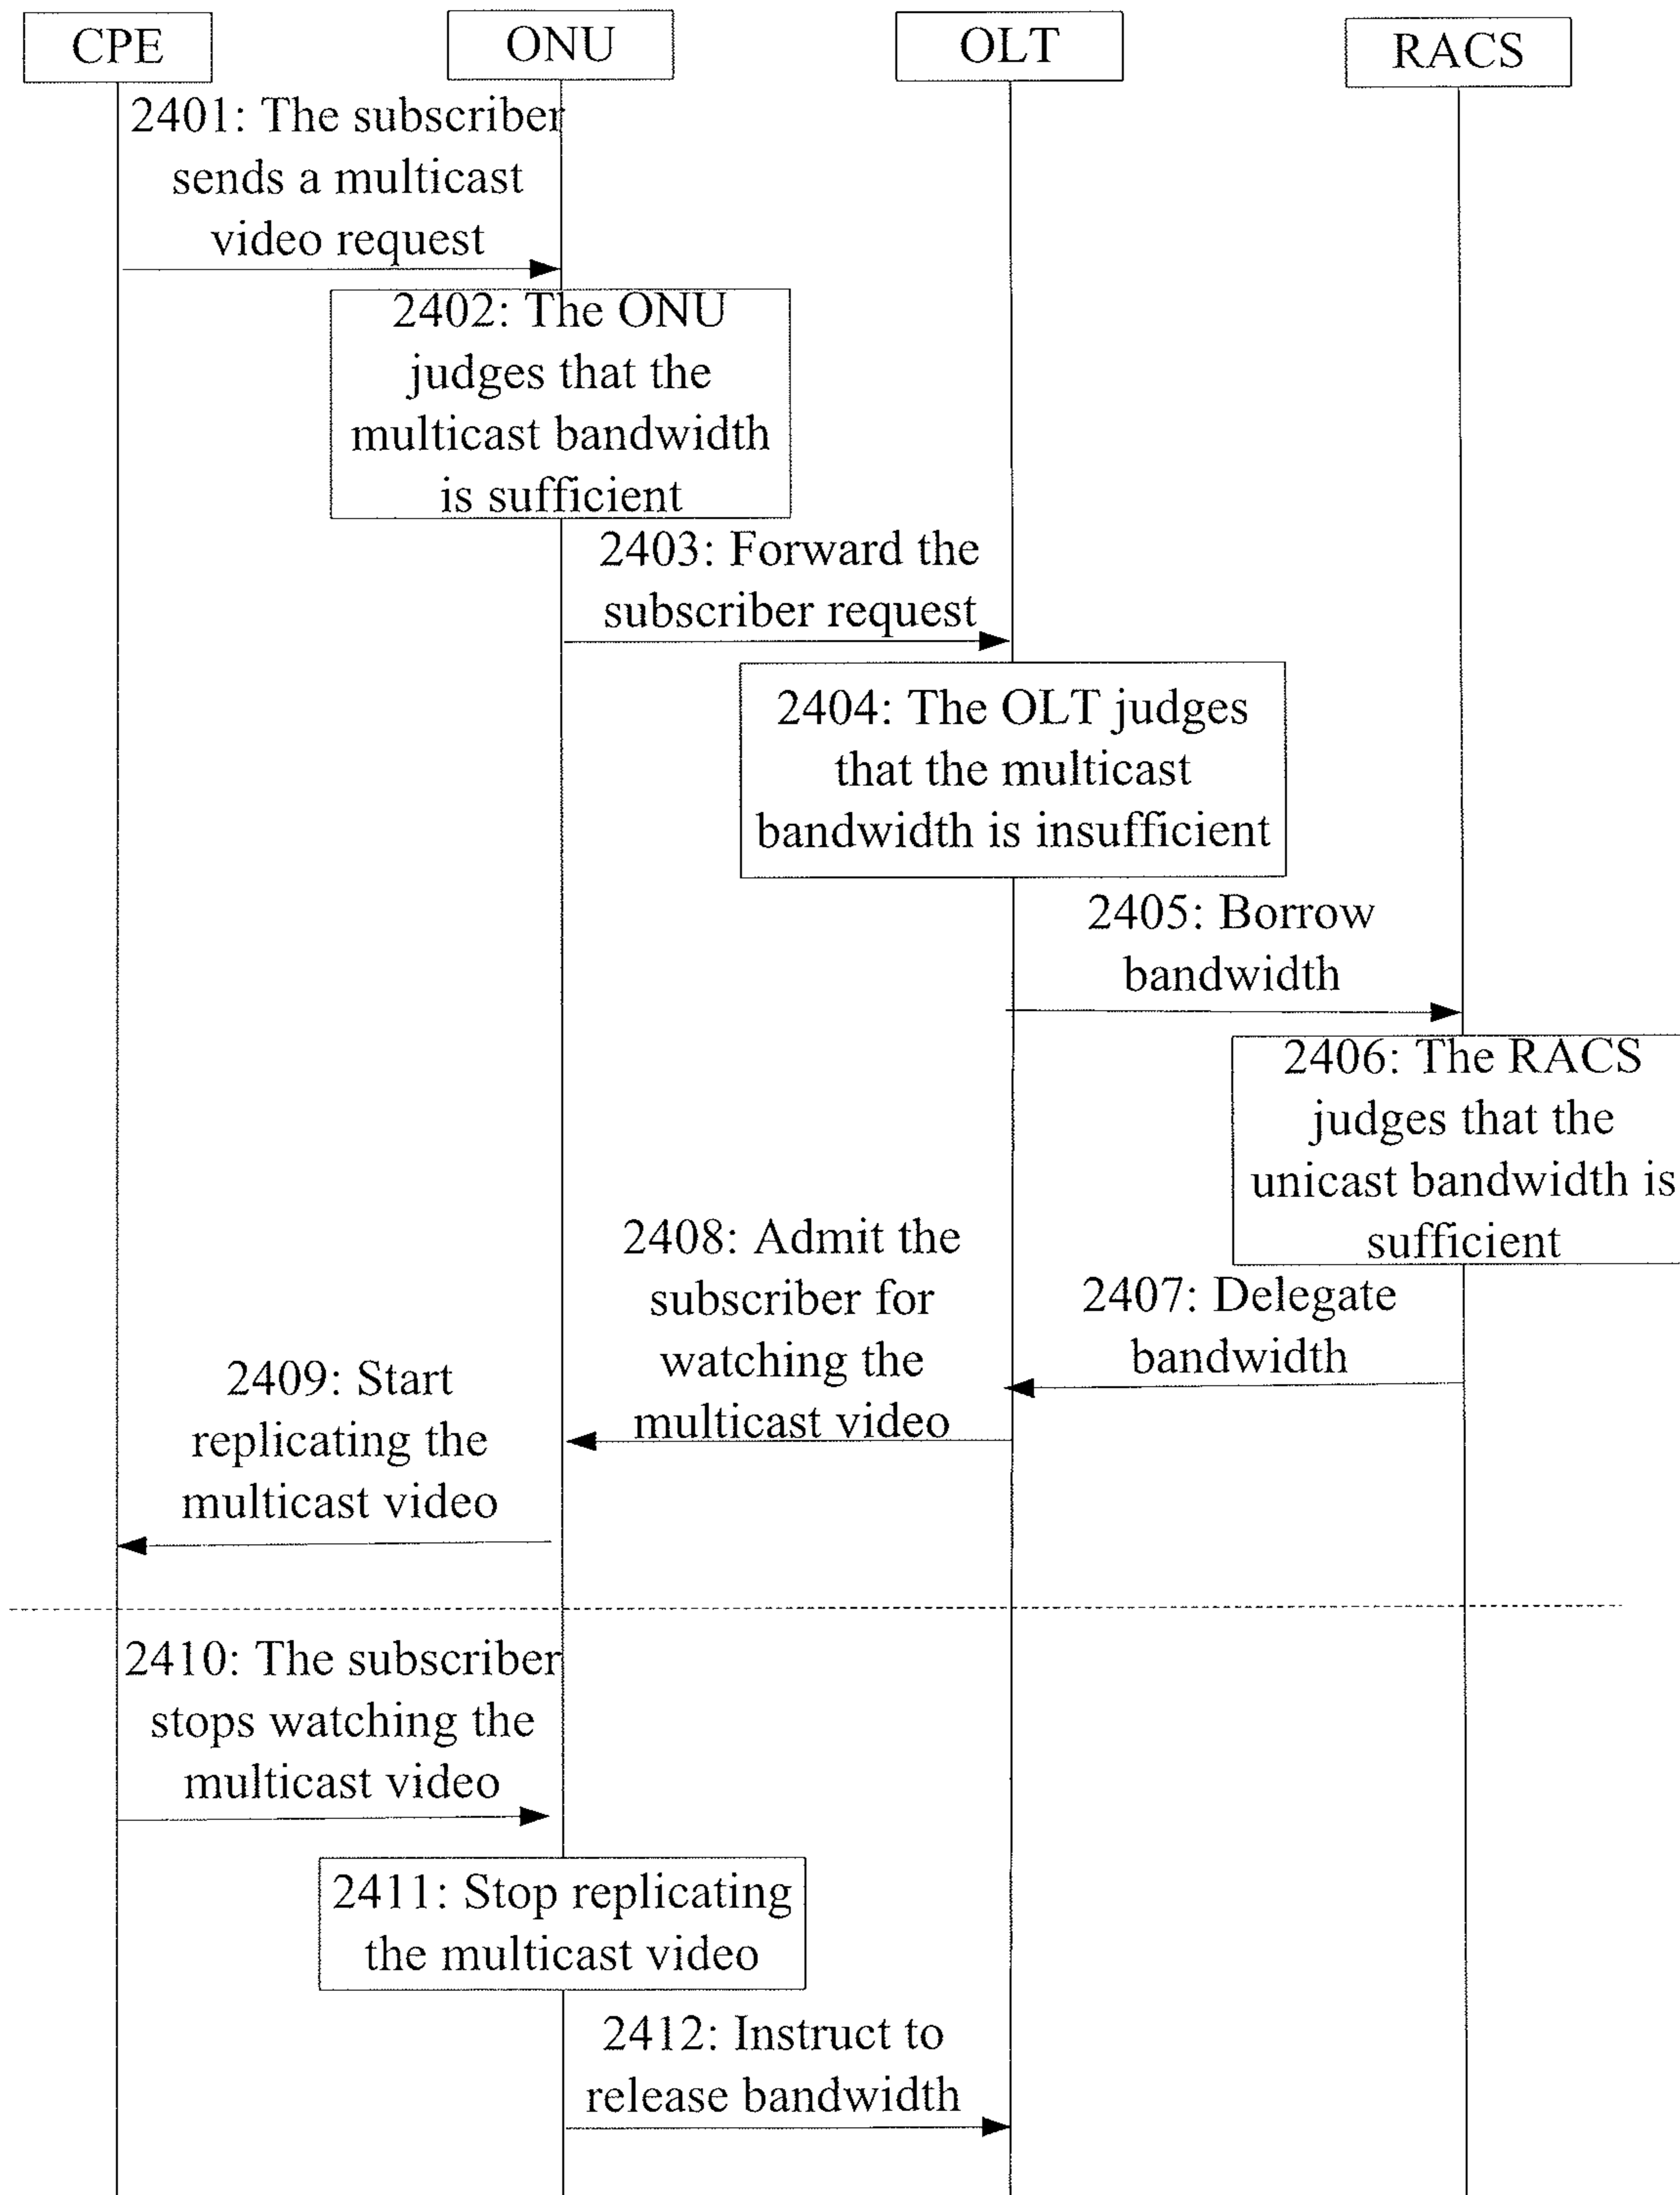 CPE
ONU
OLT
RACS
2401: The subscriber
sends a multicast
video request
2402: The ONU
judges that the
multicast bandwidth
is sufficient
2403: Forward the
subscriber request
2404: The OLT judges
that the multicast
bandwidth is insufficient
2405: Borrow
bandwidth
2406: The RACS
judges that the
unicast bandwidth is
sufficient
2407: Delegate
bandwidth
2408: Admit the
subscriber for
watching the
multicast video
2409: Start
replicating the
multicast video
2410: The subscriber
stops watching the
multicast video
2411: Stop replicating
the multicast video
2412: Instruct to
release bandwidth